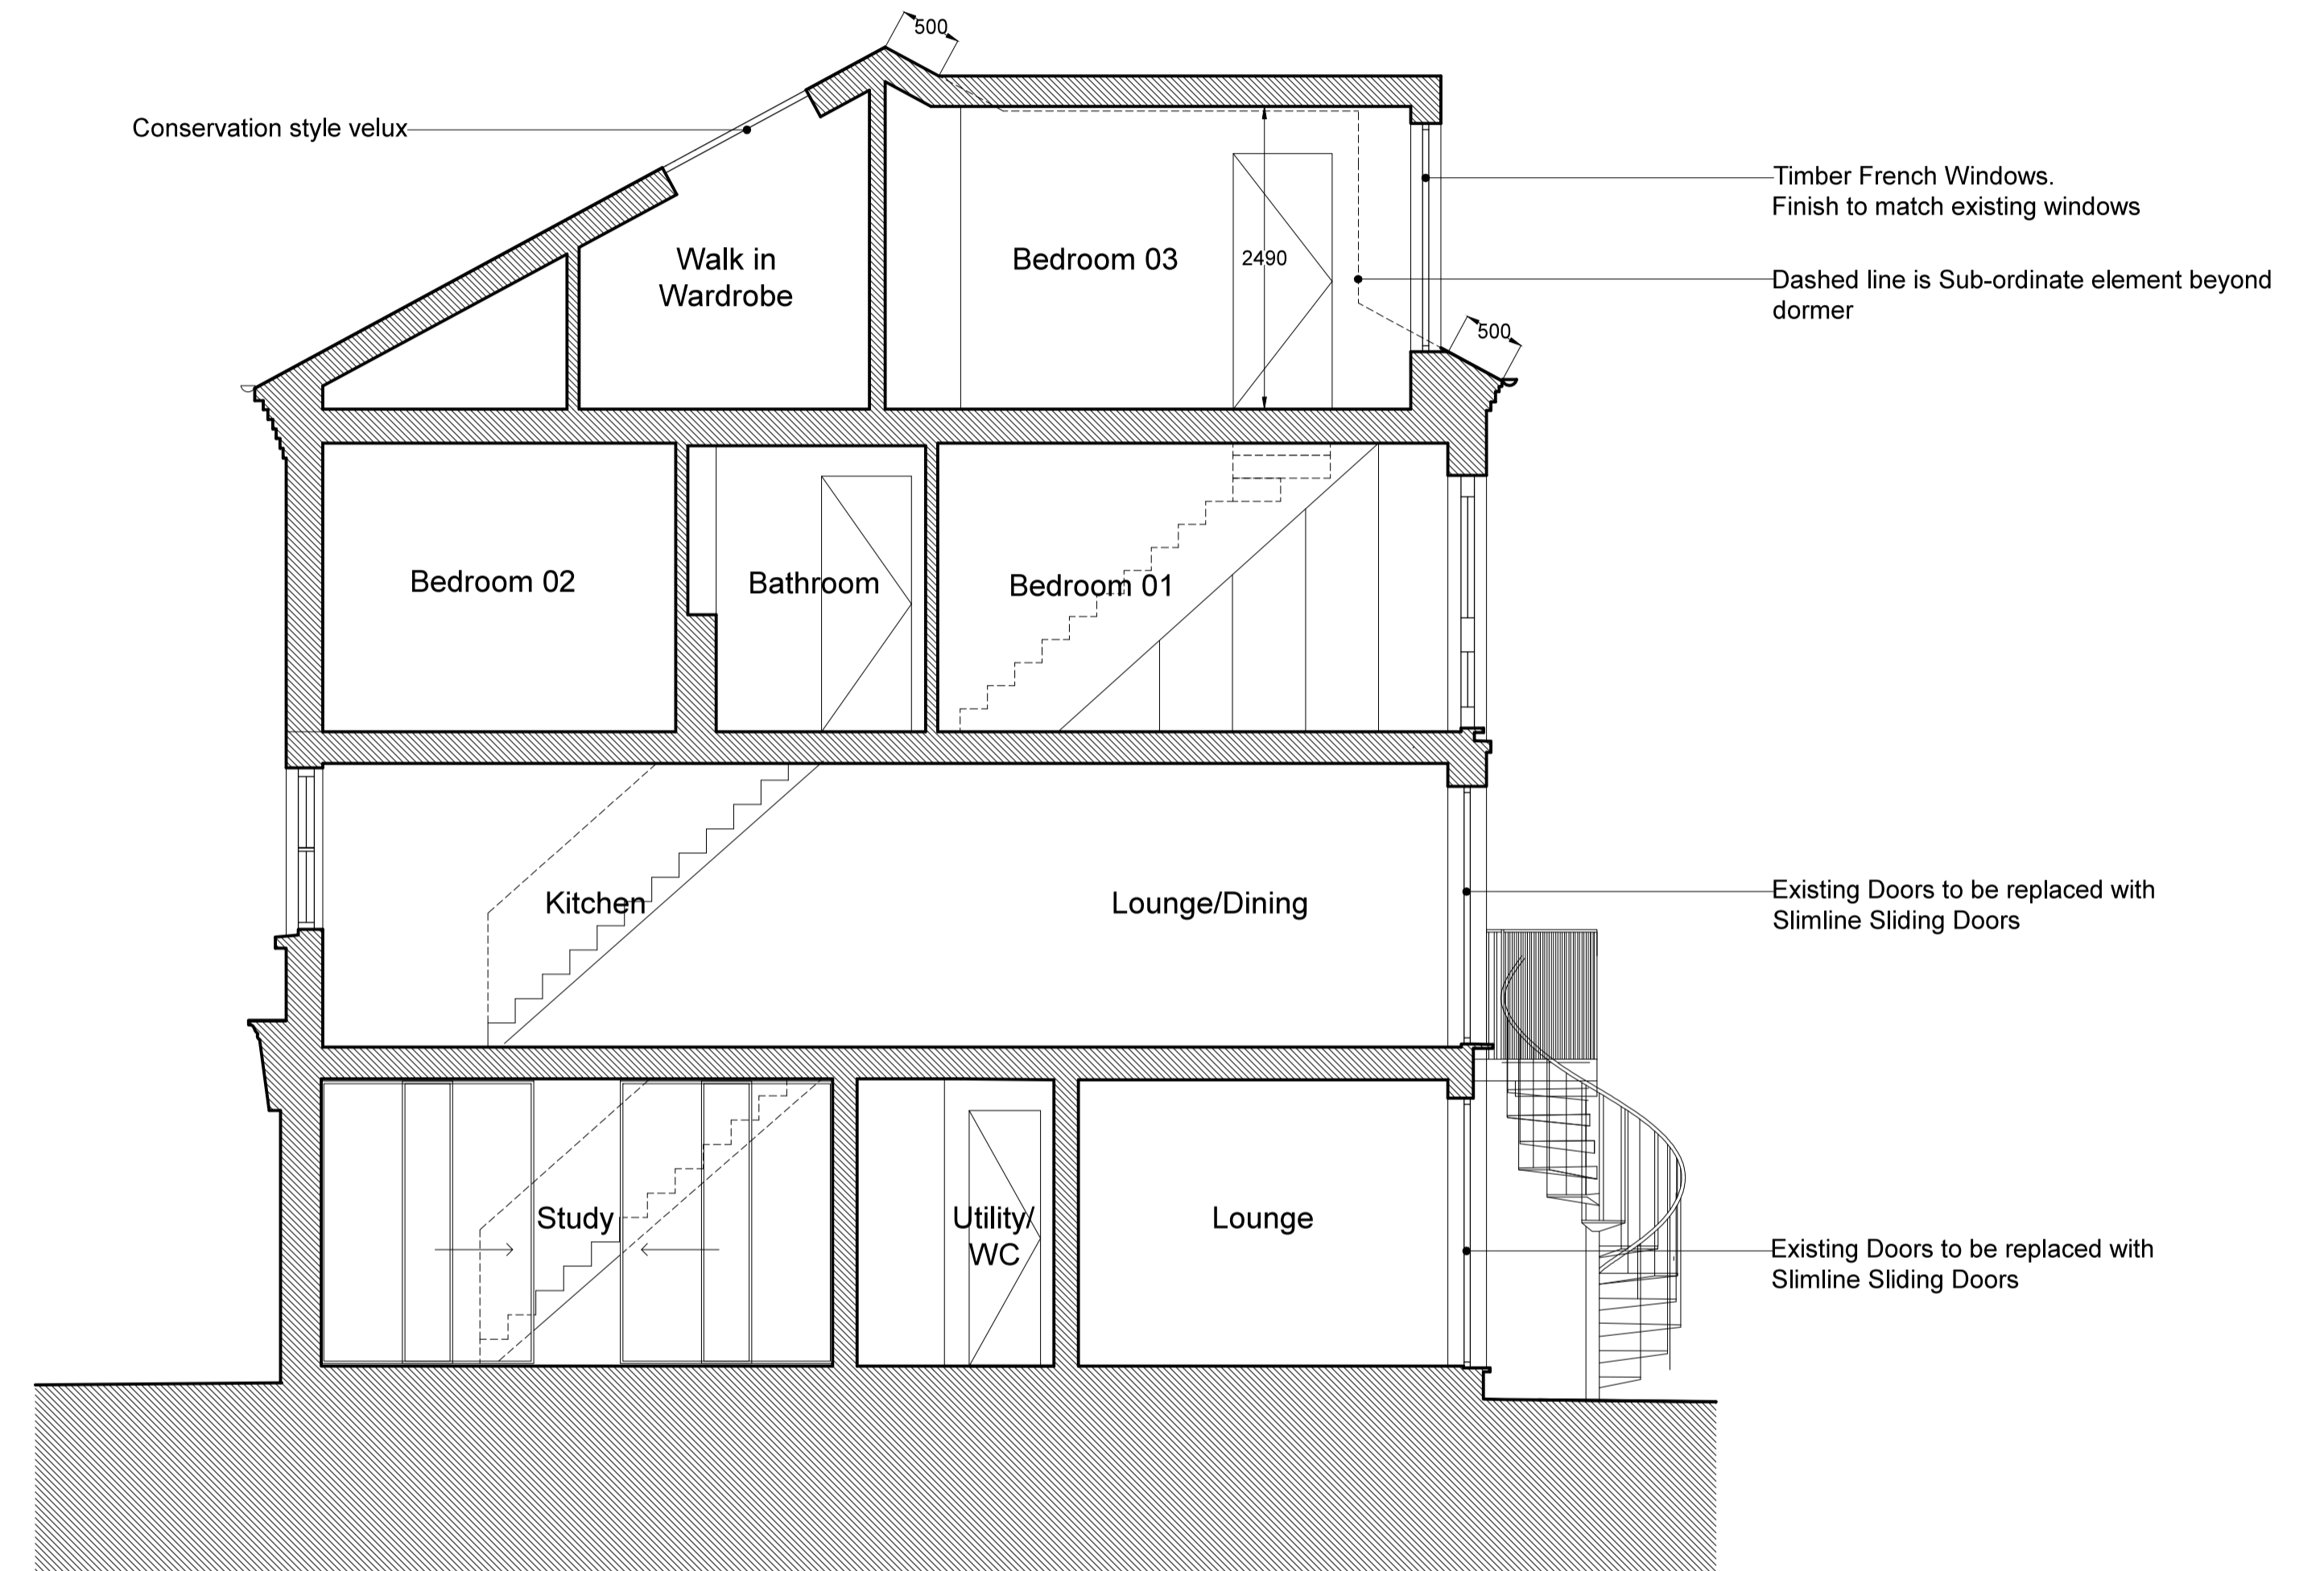 500
Conservation style velux
Timber French Windows.
Finish to match existing windows
Walk in
Wardrobe
Bedroom 03
2490
Dashed line is Sub-ordinate element beyond
dormer
500
Bedroom 02
Bathroom
Bedroom 01
Kitchen
Lounge/Dining
Existing Doors to be replaced with
Slimline Sliding Doors
Study
Utility/
WC
Lounge
Existing Doors to be replaced with
Slimline Sliding Doors